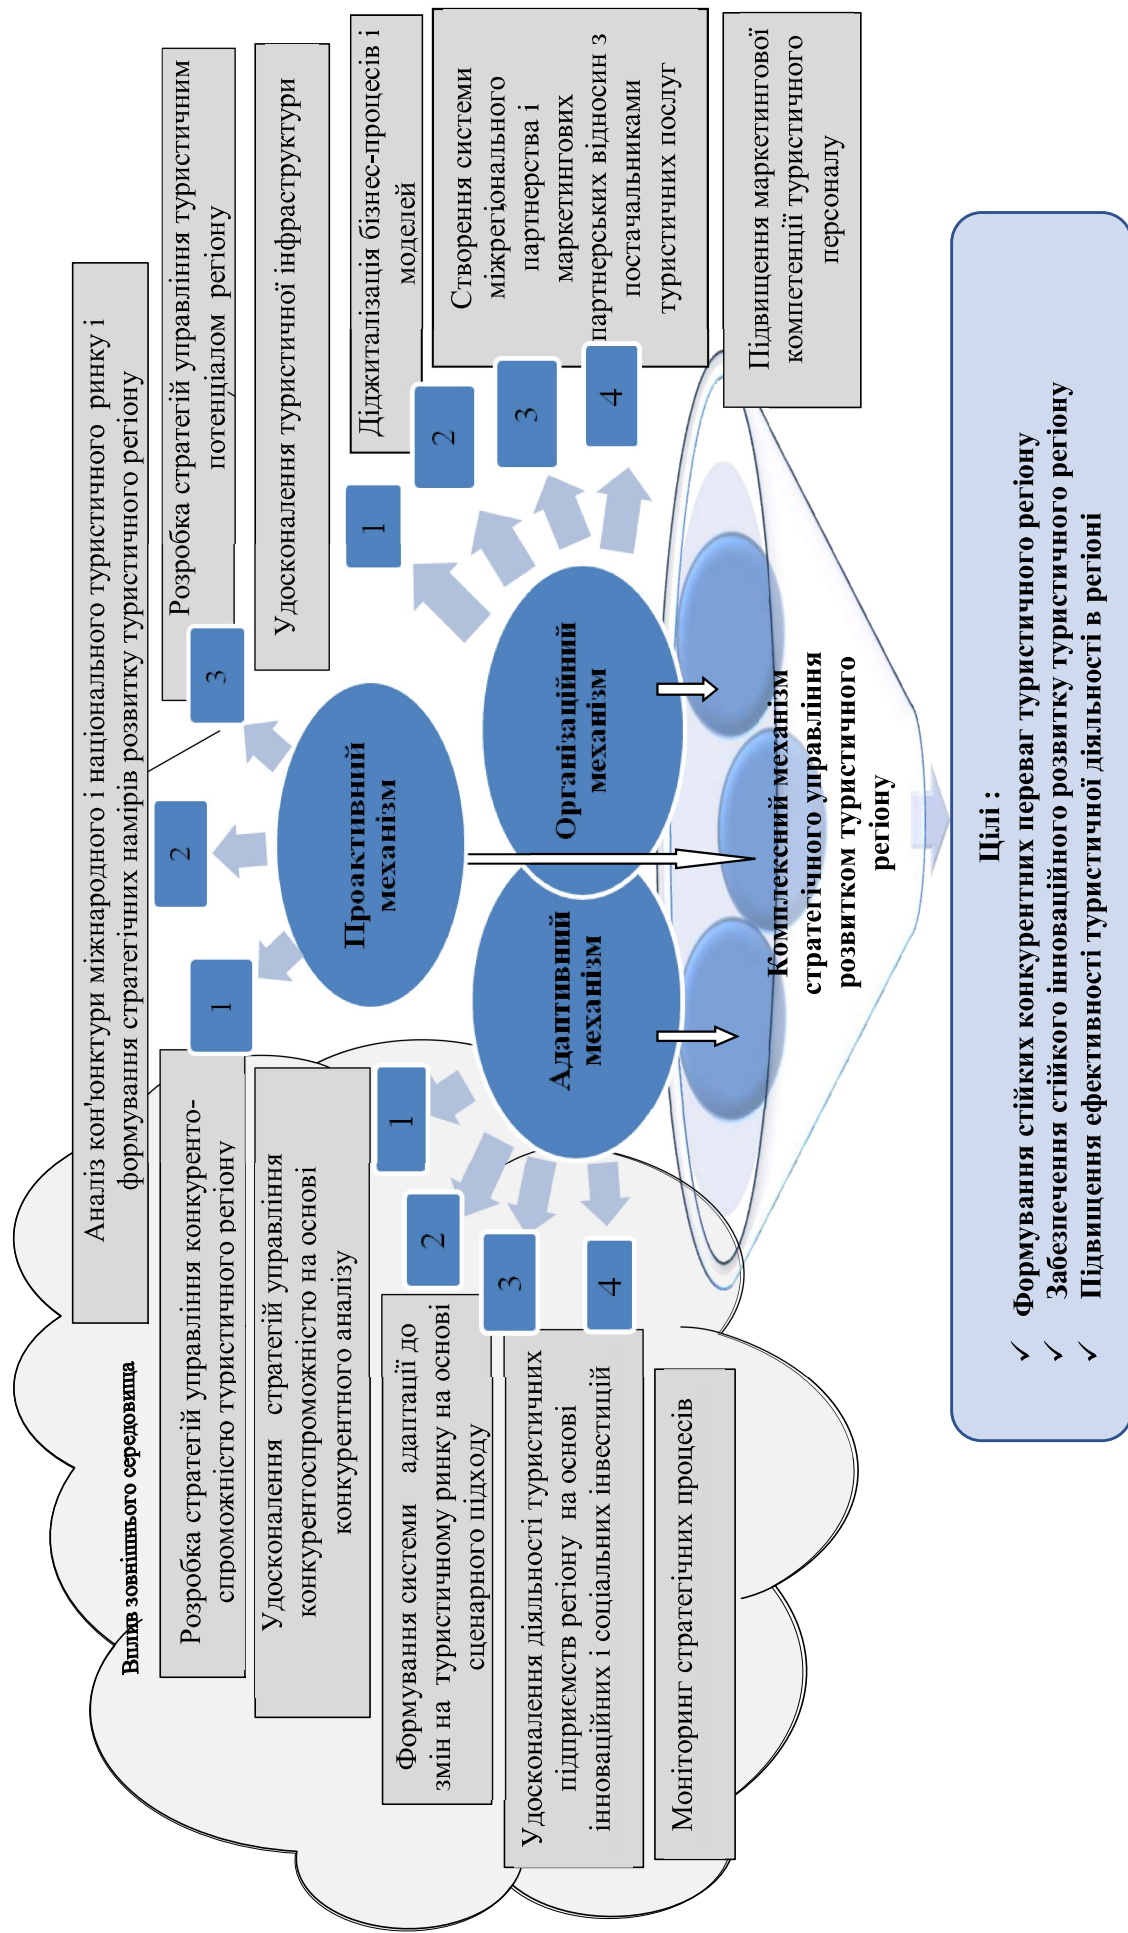 Вплив зовнішнього середовища
Аналіз кон'юнктури міжнародного і національного туристичного ринку і
формування стратегічних намірів розвитку туристичного регіону
Розробка стратегій управління конкуренто-
спроможністю туристичного регіону
1
2
3
Розробка стратегій управління туристичним
потенціалом регіону
Проактивний
механізм
Удосконалення стратегій управління
конкурентоспроможністю на основі
конкурентного аналізу
Формування системи адаптації до
змін на туристичному ринку на основі
сценарного підходу
Удосконалення діяльності туристичних
підприємств регіону на основі
інноваційних і соціальних інвестицій
Моніторинг стратегічних процесів
1
2
3
4
Адаптивний
механізм
Організаційний
механізм
1
2
3
4
Удосконалення туристичної інфраструктури
Діджиталізація бізнес-процесів і
моделей
Створення системи
міжрегіонального
партнерства і
маркетингових
партнерських відносин з
постачальниками
туристичних послуг
Підвищення маркетингової
компетенції туристичного
персоналу
Комплексний механізм
стратегічного управління
розвитком туристичного
регіону
Цілі :
✓ Формування стійких конкурентних переваг туристичного регіону
✓ Забезпечення стійкого інноваційного розвитку туристичного регіону
✓ Підвищення ефективності туристичної діяльності в регіоні